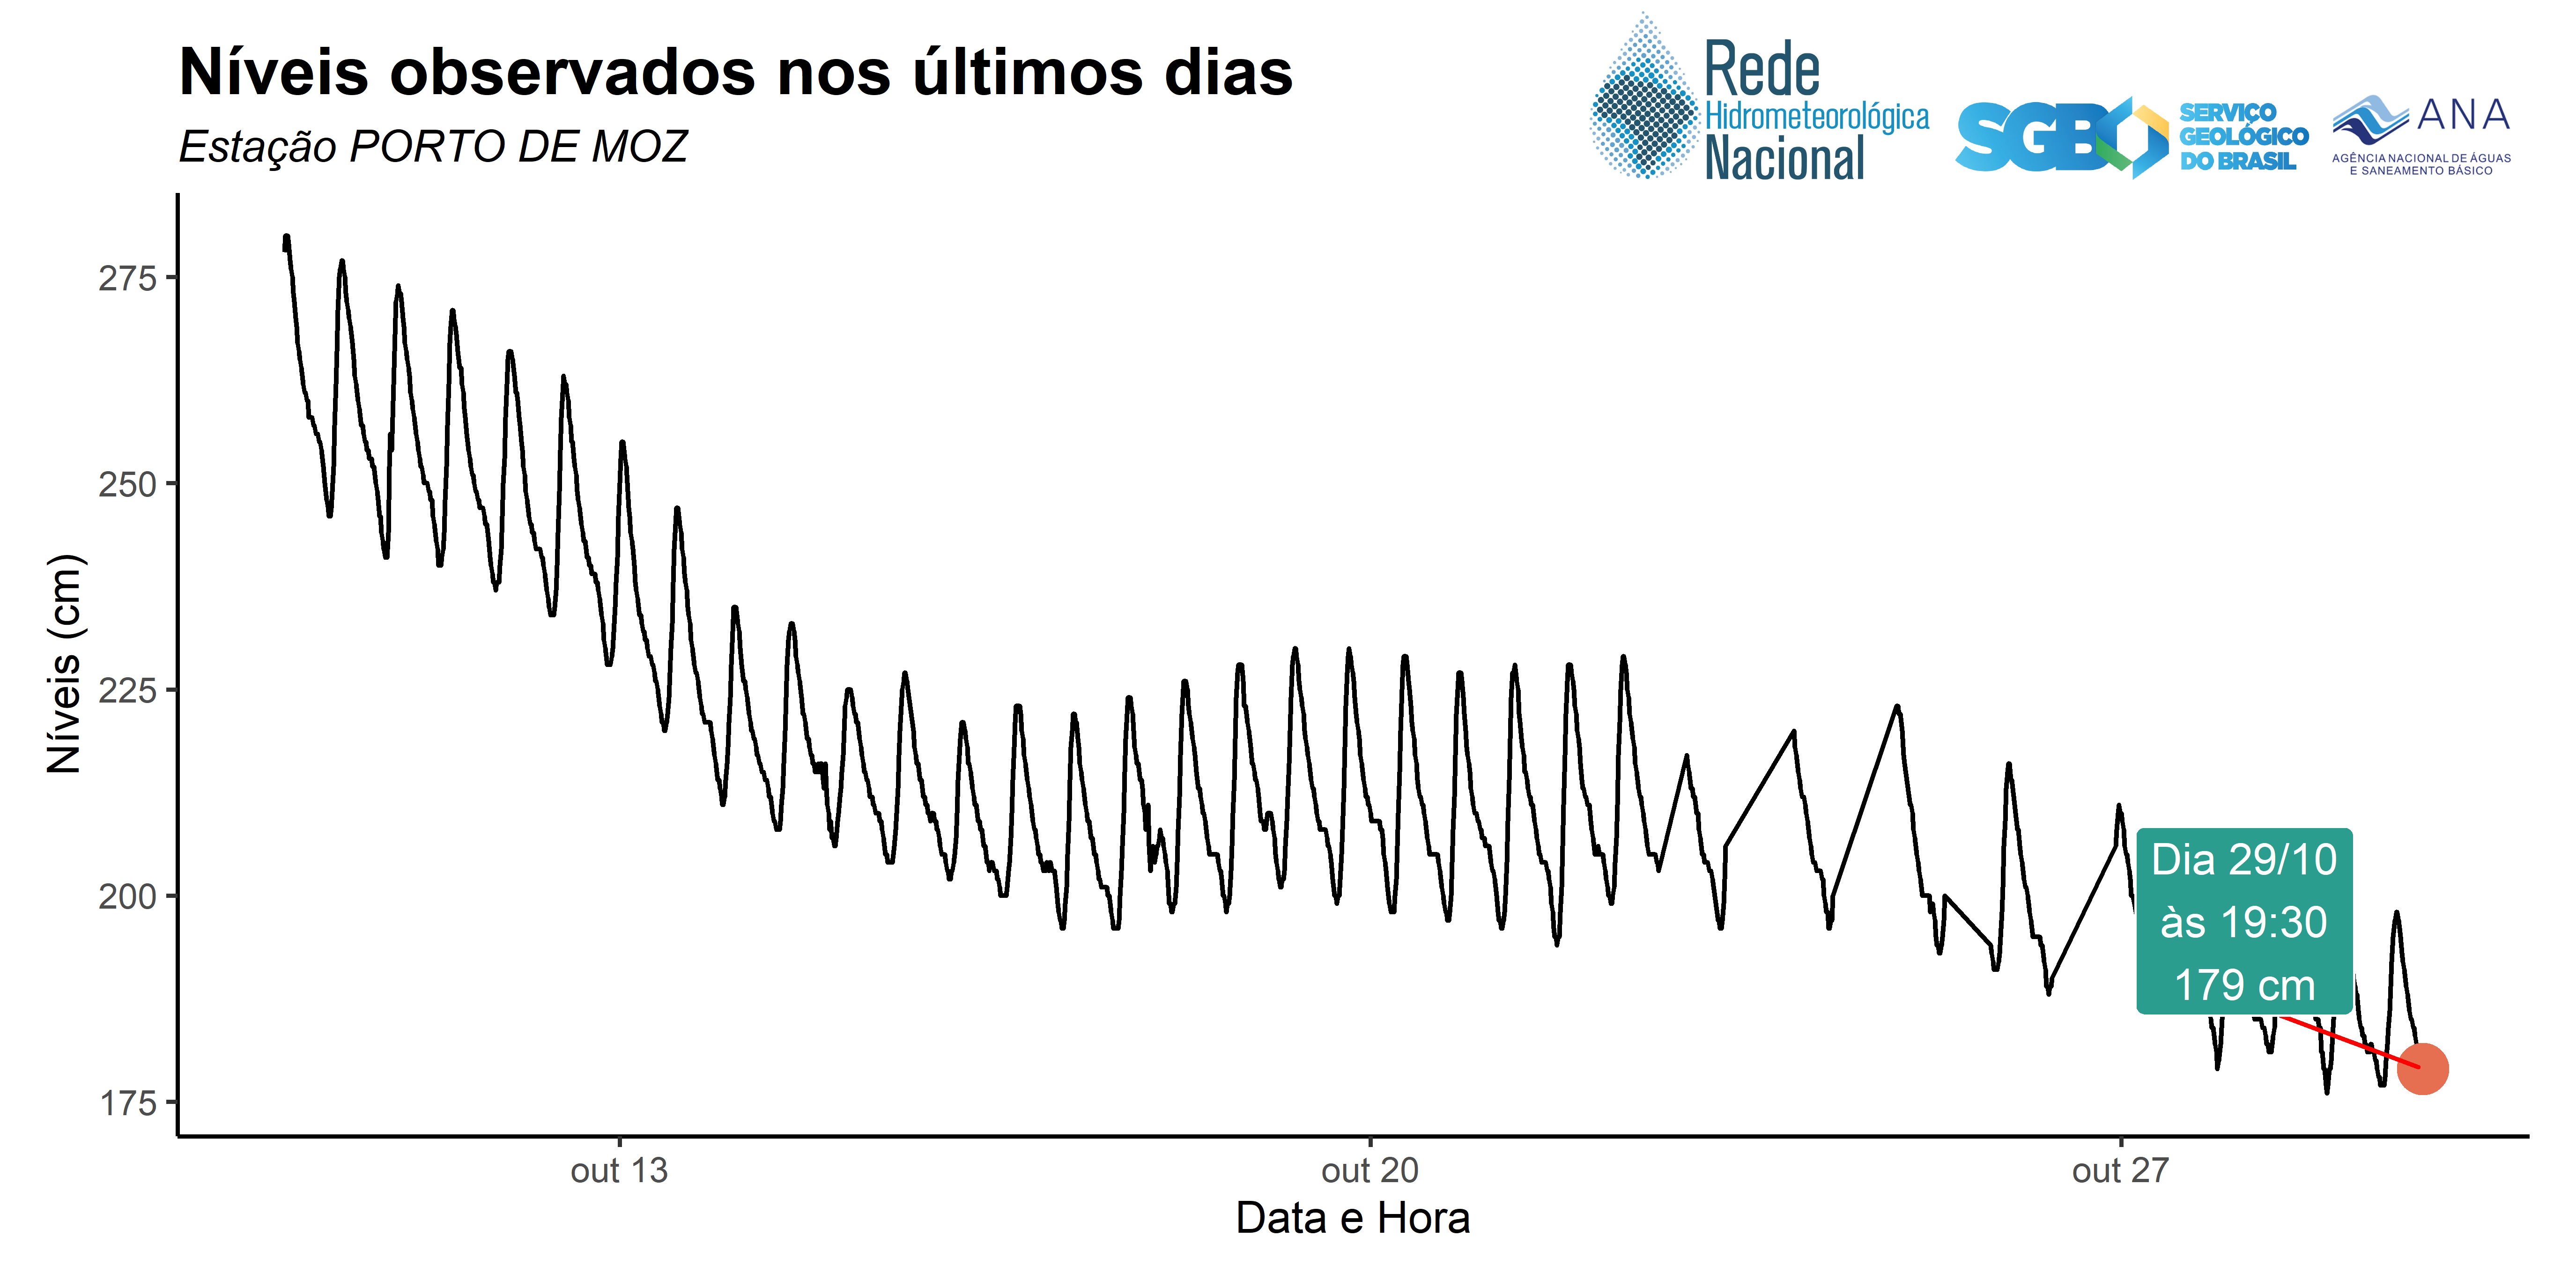 Níveis observados nos últimos dias
Estação PORTO DE MOZ
Rede
Hidrometeorológica
Nacional
SGB
SERVIÇO
GEOLÓGICO
DO BRASIL
ANA
AGÊNCIA NACIONAL DE ÁGUAS
E SANEAMENTO BÁSICO
Níveis (cm)
275
250
225
200
175
Dia 29/10
às 19:30
179 cm
out 13
out 20
out 27
Data e Hora